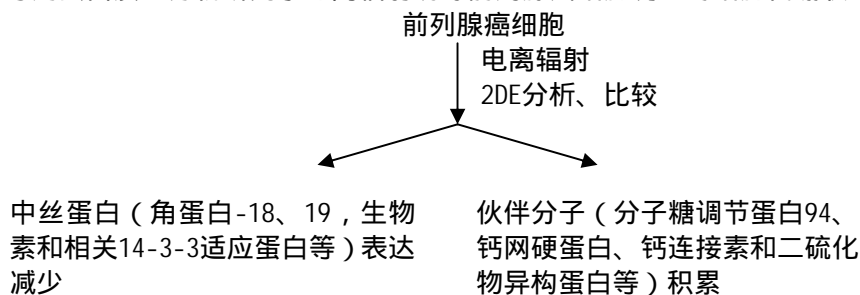 前列腺癌细胞
电离辐射
2DE分析、比较
中丝蛋白(角蛋白-18、19,生物
素和相关14-3-3适应蛋白等)表达
减少
伙伴分子(分子糖调节蛋白94、
钙网硬蛋白、钙连接素和二硫化
物异构蛋白等)积累